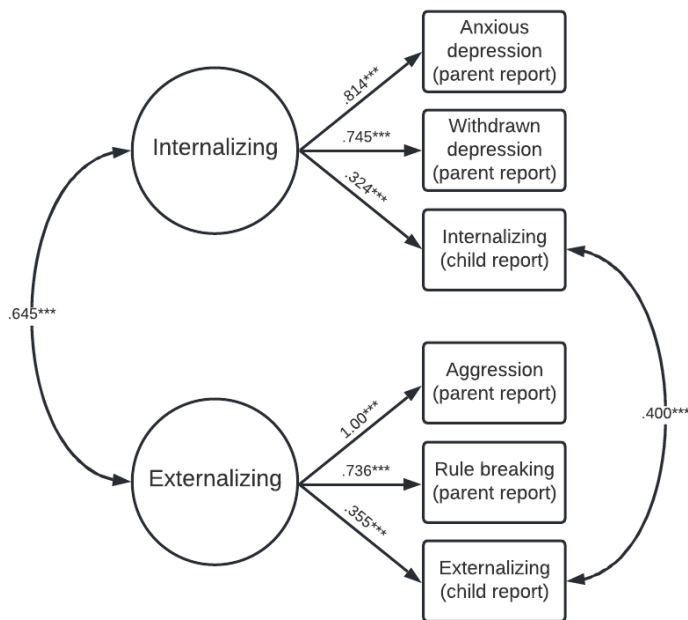 Anxious
depression
(parent report)
.814***
Internalizing
.745***
Withdrawn
depression
(parent report)
.324***
Internalizing
(child report)
.645***
Aggression
(parent report)
1.00***
.400***
Externalizing
.736***
Rule breaking
(parent report)
.355***
Externalizing
(child report)